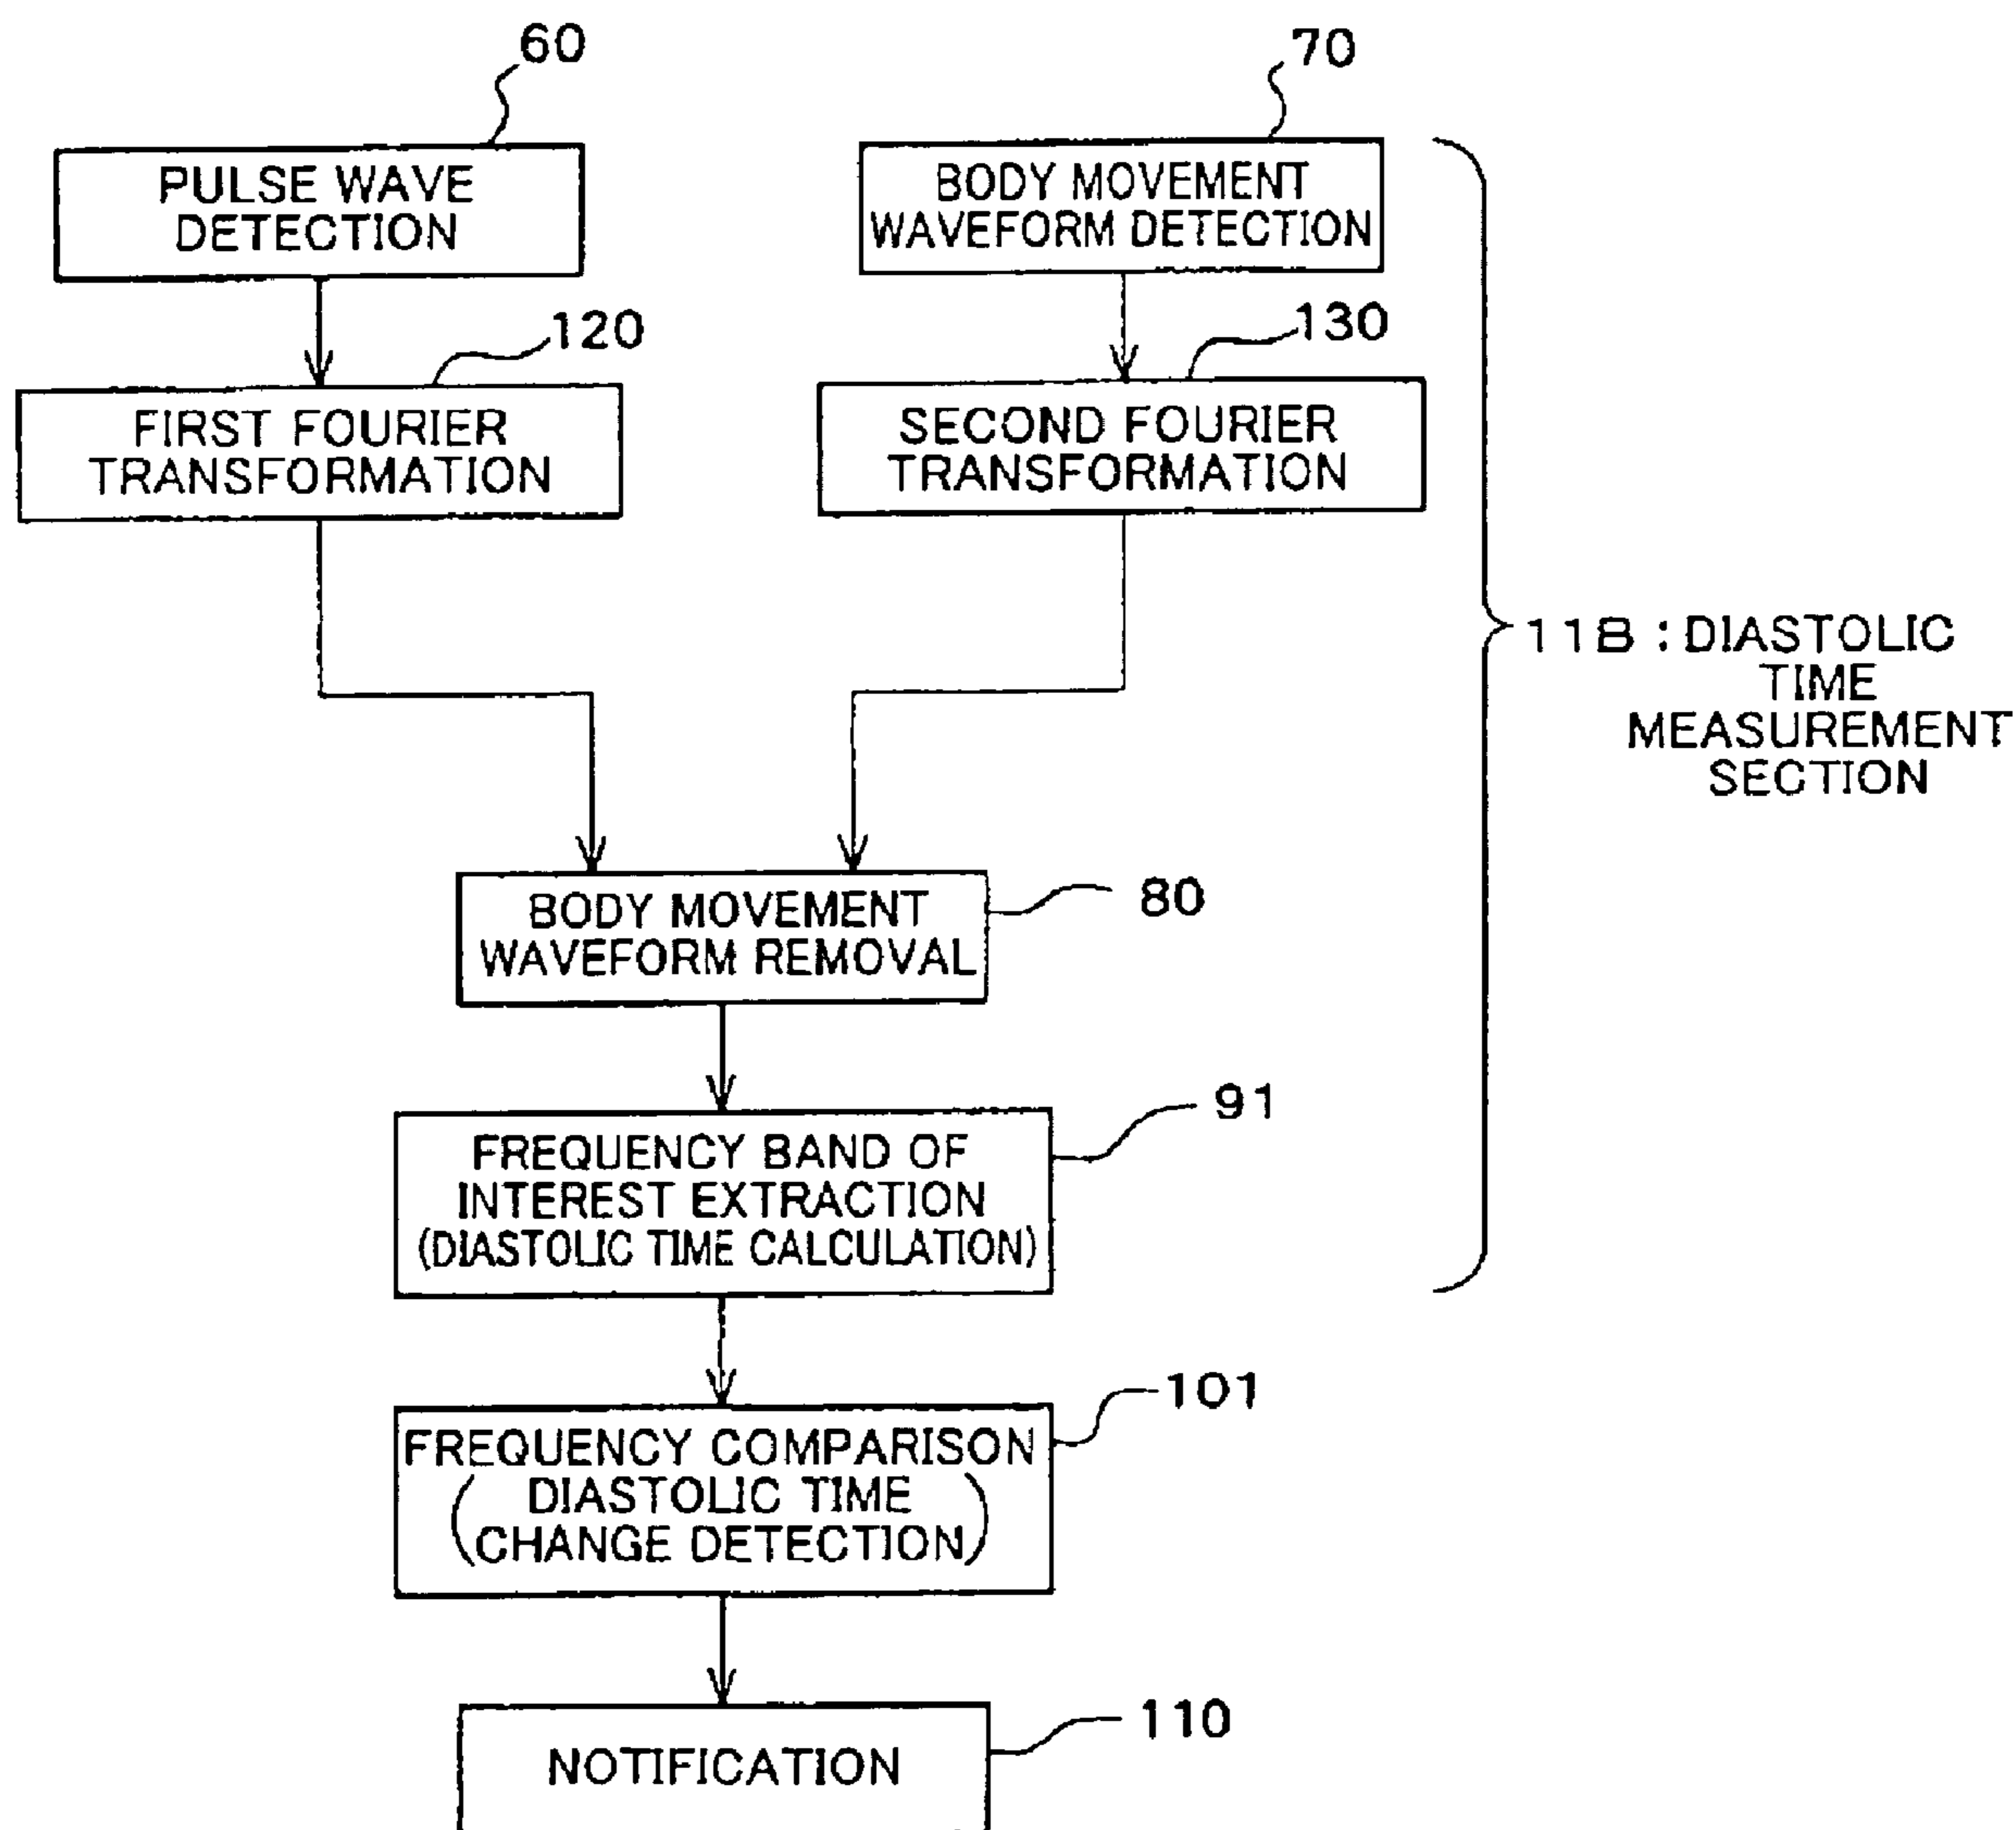 60
70
PULSE WAVE
DETECTION
BODY MOVEMENT
WAVEFORM DETECTION
120
130
FIRST FOURIER
TRANSFORMATION
SECOND FOURIER
TRANSFORMATION
11B : DIASTOLIC
TIME
MEASUREMENT
SECTION
BODY MOVEMENT
WAVEFORM REMOVAL
80
91
FREQUENCY BAND OF
INTEREST EXTRACTION
(DIASTOLIC TIME CALCULATION)
101
FREQUENCY COMPARISON
(DIASTOLIC TIME
CHANGE DETECTION)
110
NOTIFICATION